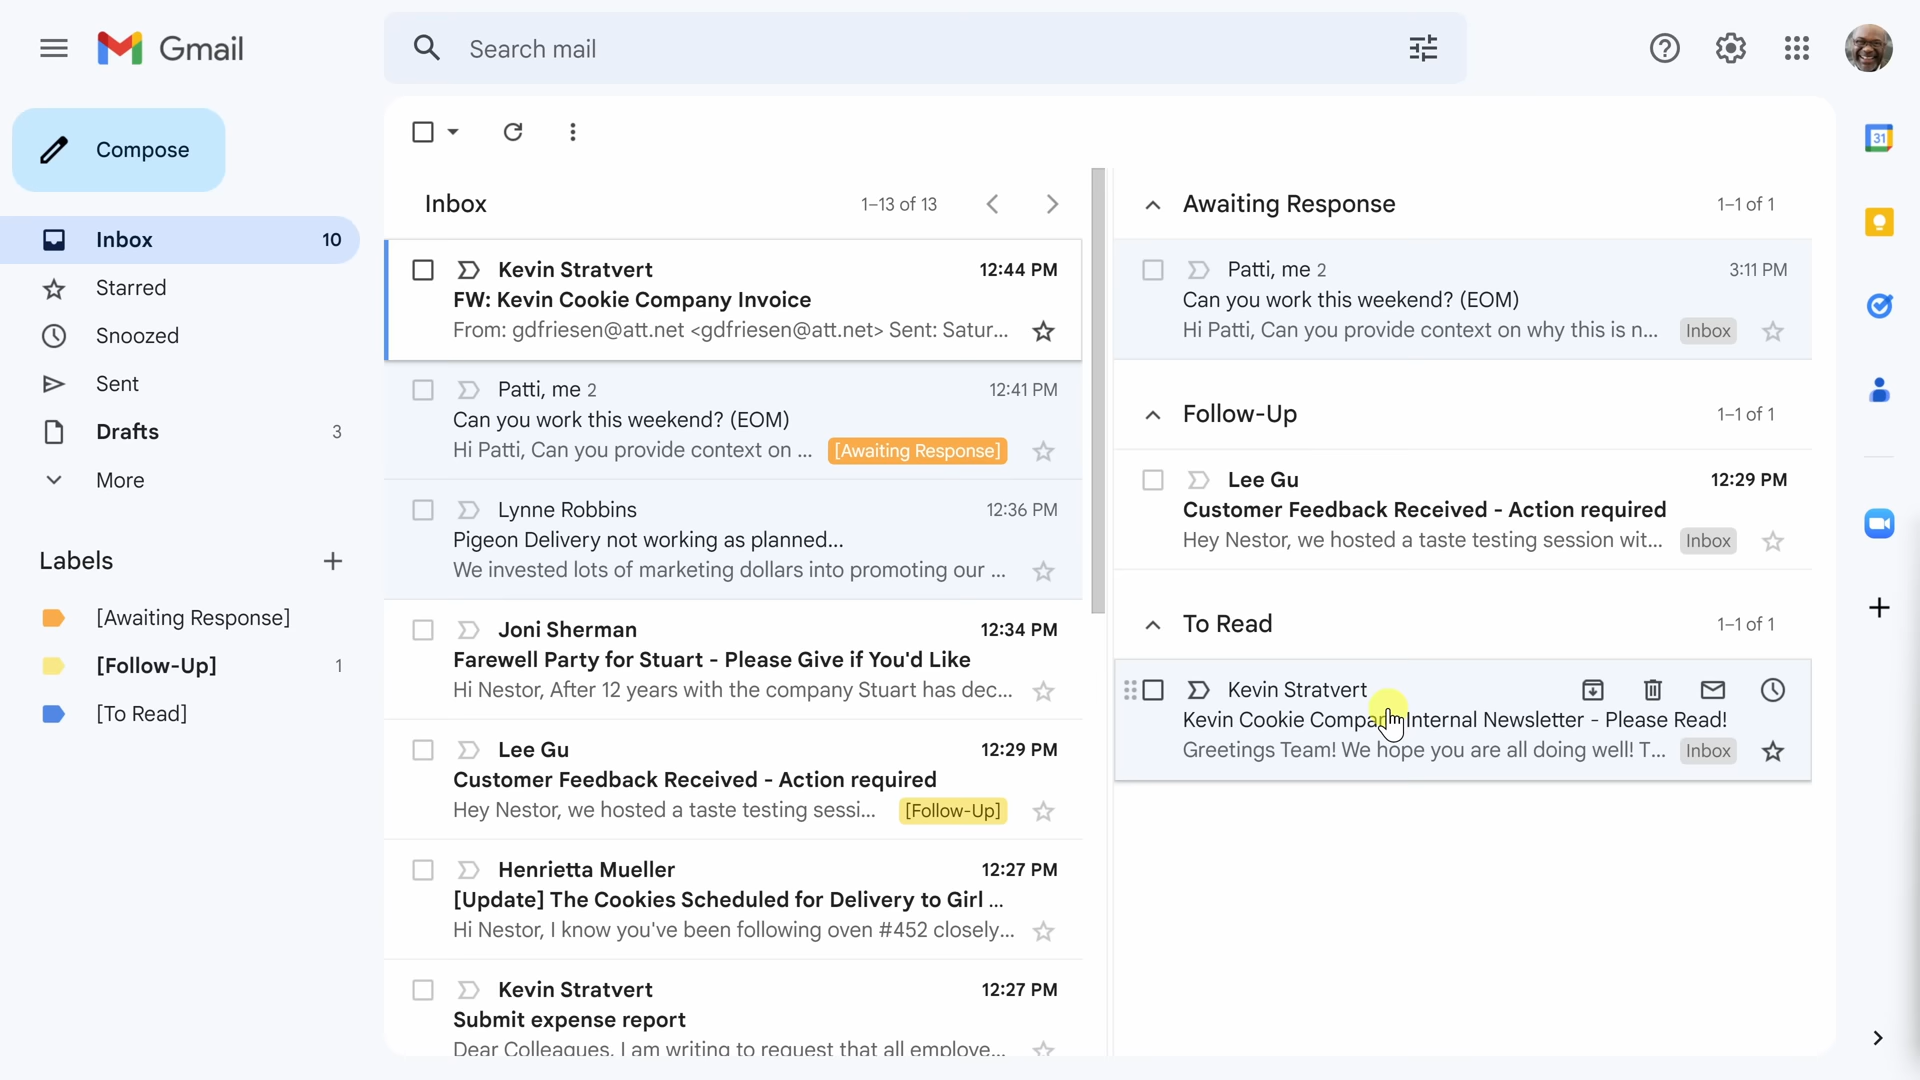 Gmail
Search mail
Compose
Inbox 10
Starred
Snoozed
Sent
Drafts 3
More
Labels
[Awaiting Response]
[Follow-Up] 1
[To Read]
Inbox 1–13 of 13
Kevin Stratvert 12:44 PM
FW: Kevin Cookie Company Invoice
From: gdfriesen@att.net <gdfriesen@att.net> Sent: Satur...
Patti, me 2 12:41 PM
Can you work this weekend? (EOM)
Hi Patti, Can you provide context on ... [Awaiting Response]
Lynne Robbins 12:36 PM
Pigeon Delivery not working as planned...
We invested lots of marketing dollars into promoting our ...
Joni Sherman 12:34 PM
Farewell Party for Stuart - Please Give if You'd Like
Hi Nestor, After 12 years with the company Stuart has dec...
Lee Gu 12:29 PM
Customer Feedback Received - Action required
Hey Nestor, we hosted a taste testing sessi... [Follow-Up]
Henrietta Mueller 12:27 PM
[Update] The Cookies Scheduled for Delivery to Girl ...
Hi Nestor, I know you've been following oven #452 closely...
Kevin Stratvert 12:27 PM
Submit expense report
Dear Colleagues, I am writing to request that all employe...
Awaiting Response 1–1 of 1
Patti, me 2 3:11 PM
Can you work this weekend? (EOM)
Hi Patti, Can you provide context on why this is n... Inbox
Follow-Up 1–1 of 1
Lee Gu 12:29 PM
Customer Feedback Received - Action required
Hey Nestor, we hosted a taste testing session wit... Inbox
To Read 1–1 of 1
Kevin Stratvert
Kevin Cookie Company Internal Newsletter - Please Read!
Greetings Team! We hope you are all doing well! T... Inbox
31